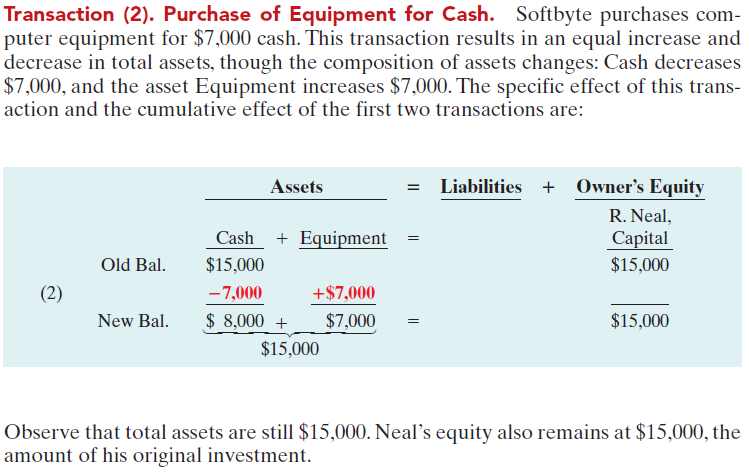 Transaction (2). Purchase of Equipment for Cash. Softbyte purchases com-
puter equipment for $7,000 cash. This transaction results in an equal increase and
decrease in total assets, though the composition of assets changes: Cash decreases
$7,000, and the asset Equipment increases $7,000. The specific effect of this trans-
action and the cumulative effect of the first two transactions are:
Assets = Liabilities + Owner's Equity
R. Neal,
Cash + Equipment = Capital
Old Bal. $15,000 $15,000
(2) −7,000 +$7,000
New Bal. $ 8,000 + $7,000 = $15,000
$15,000
Observe that total assets are still $15,000. Neal's equity also remains at $15,000, the
amount of his original investment.